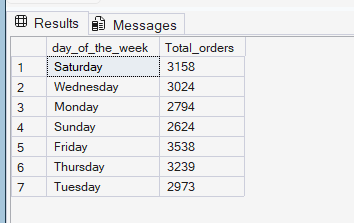 Results Messages
day_of_the_week Total_orders
1 Saturday 3158
2 Wednesday 3024
3 Monday 2794
4 Sunday 2624
5 Friday 3538
6 Thursday 3239
7 Tuesday 2973